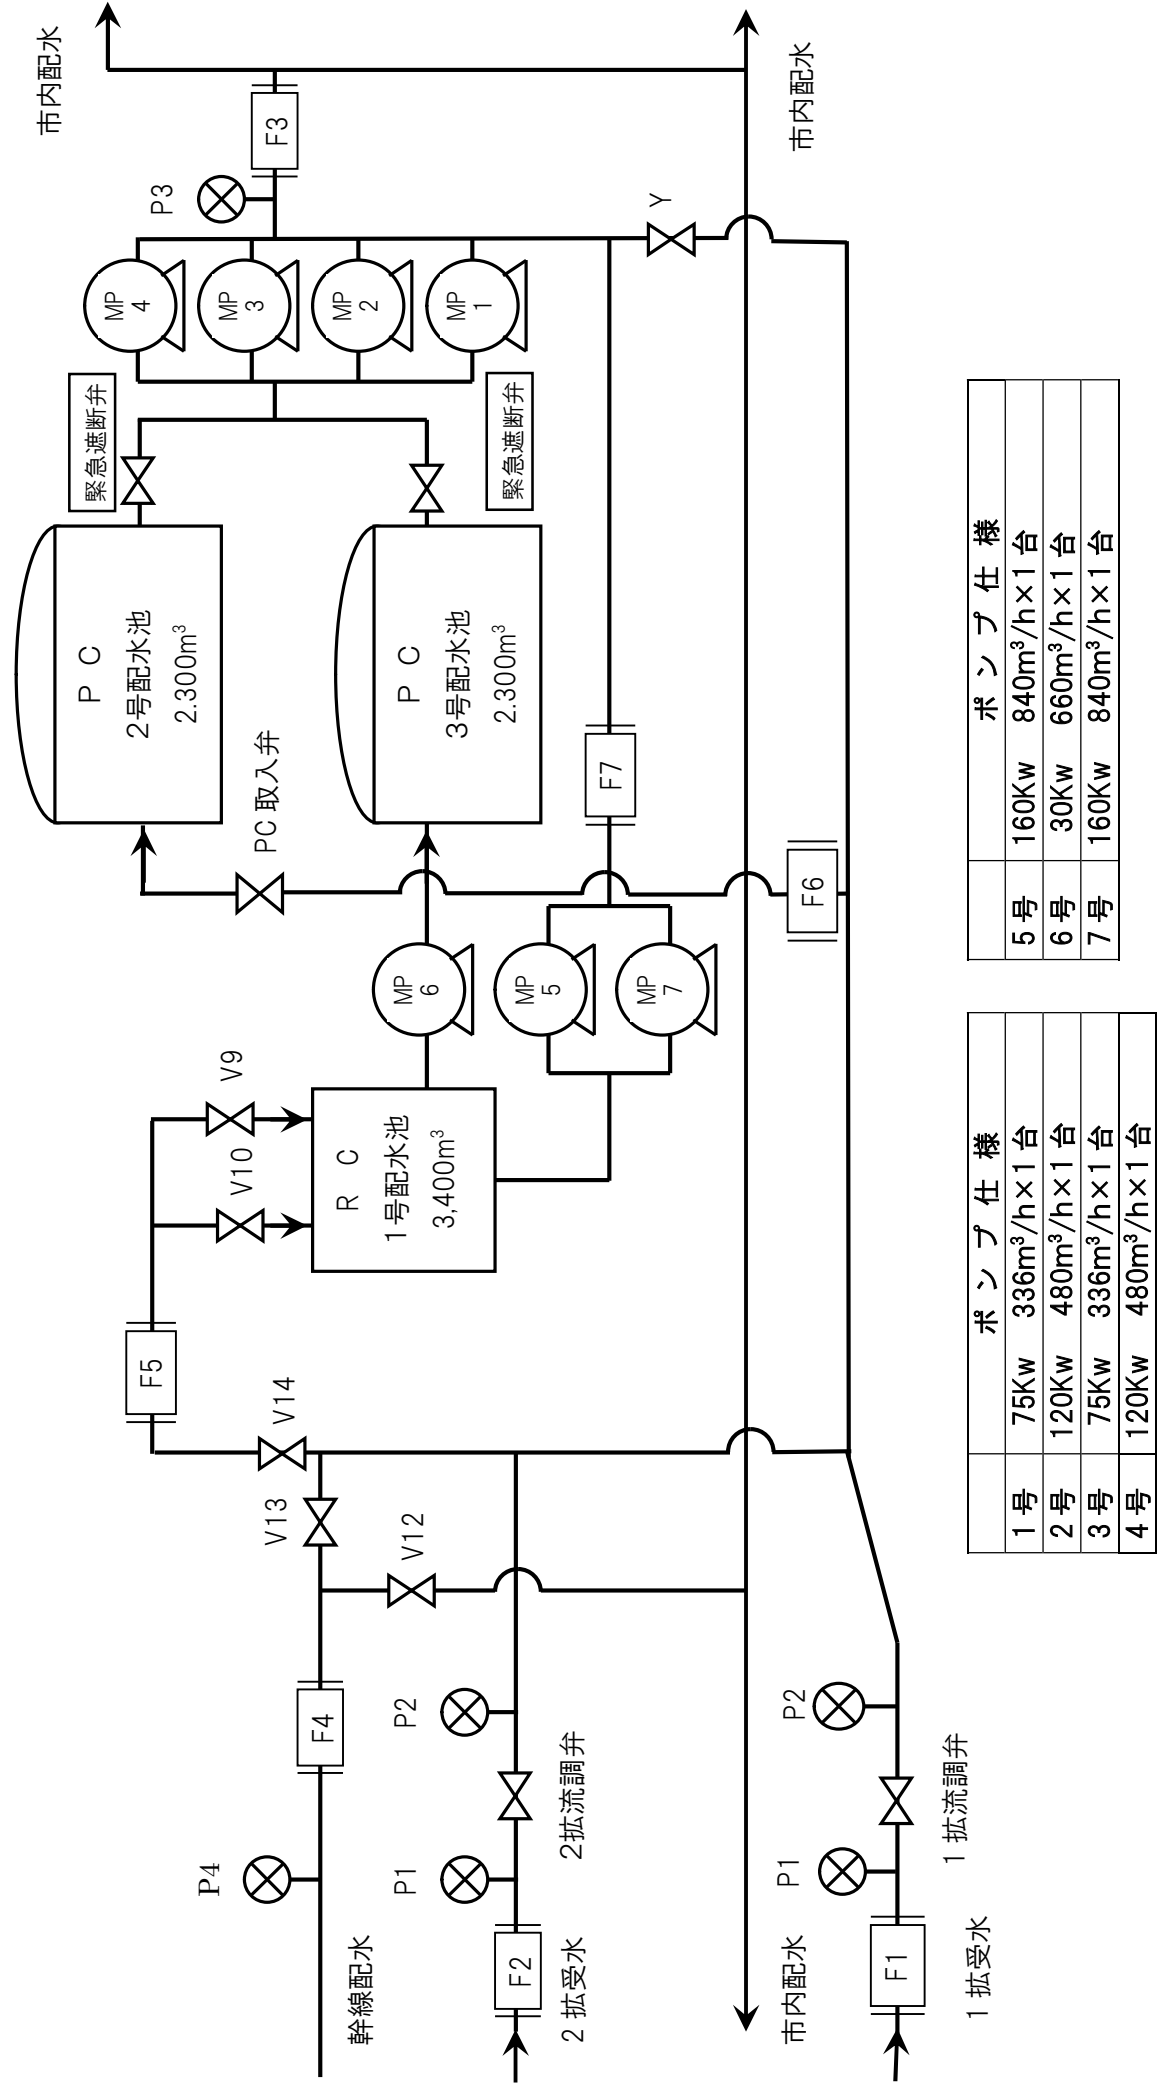 市内配水
市内配水
F3
P3
Y
MP
4
MP
3
MP
2
MP
1
緊急遮断弁
緊急遮断弁
P C
2号配水池
2.300m³
P C
3号配水池
2.300m³
PC取入弁
F7
F6
MP
6
MP
5
MP
7
V9
V10
R C
1号配水池
3,400m³
F5
V14
V13
V12
F4
P4
幹線配水
P2
2拡流調弁
P1
F2
2拡受水
市内配水
P2
1拡流調弁
P1
F1
1拡受水
ポンプ仕様
1号 75Kw 336m³/h×1台
2号 120Kw 480m³/h×1台
3号 75Kw 336m³/h×1台
4号 120Kw 480m³/h×1台
ポンプ仕様
5号 160Kw 840m³/h×1台
6号 30Kw 660m³/h×1台
7号 160Kw 840m³/h×1台